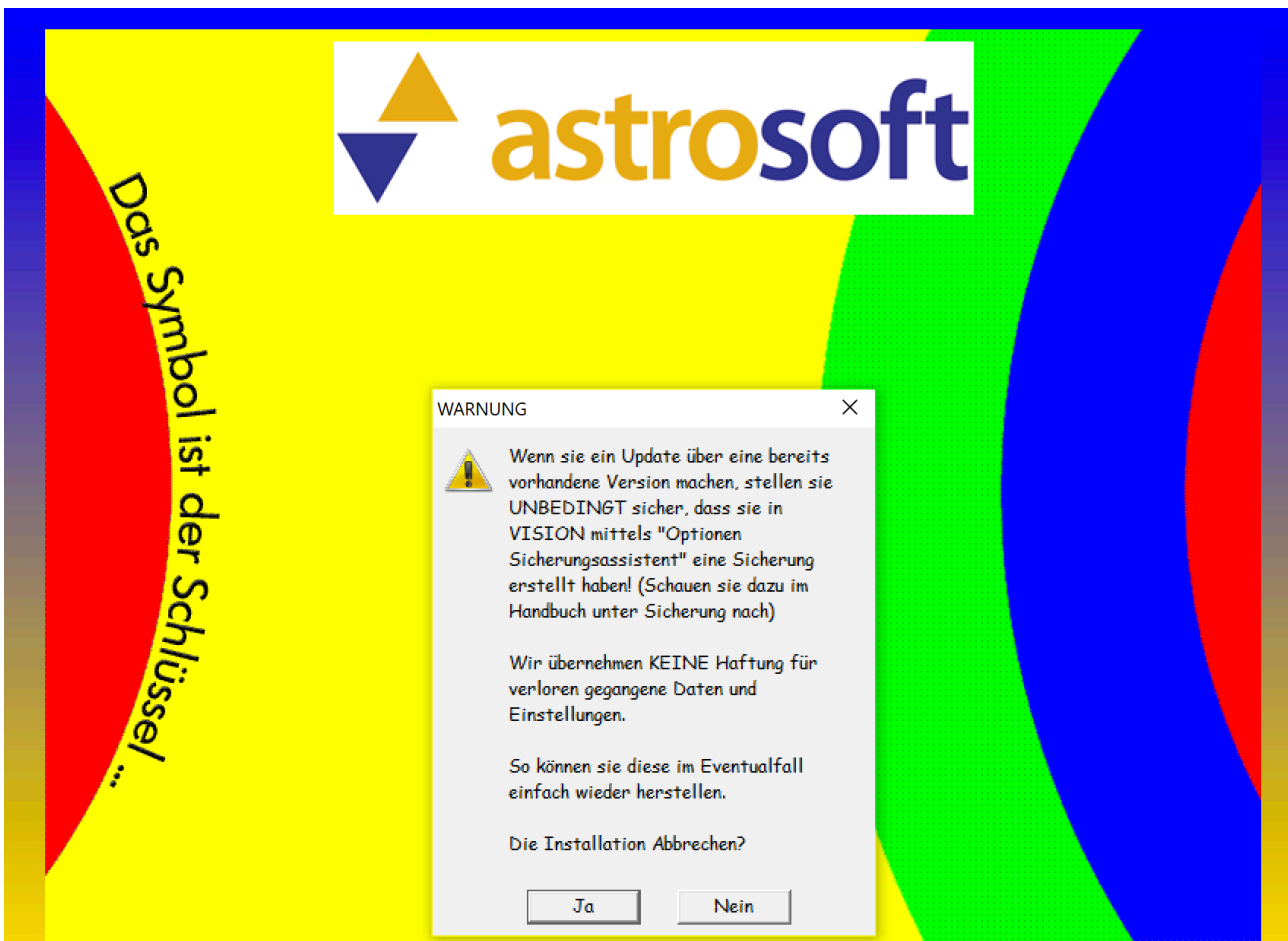 astrosoft
Das Symbol ist der Schlüssel ...
WARNUNG
Wenn sie ein Update über eine bereits
vorhandene Version machen, stellen sie
UNBEDINGT sicher, dass sie in
VISION mittels "Optionen
Sicherungsassistent" eine Sicherung
erstellt haben! (Schauen sie dazu im
Handbuch unter Sicherung nach)
Wir übernehmen KEINE Haftung für
verloren gegangene Daten und
Einstellungen.
So können sie diese im Eventualfall
einfach wieder herstellen.
Die Installation Abbrechen?
Ja
Nein